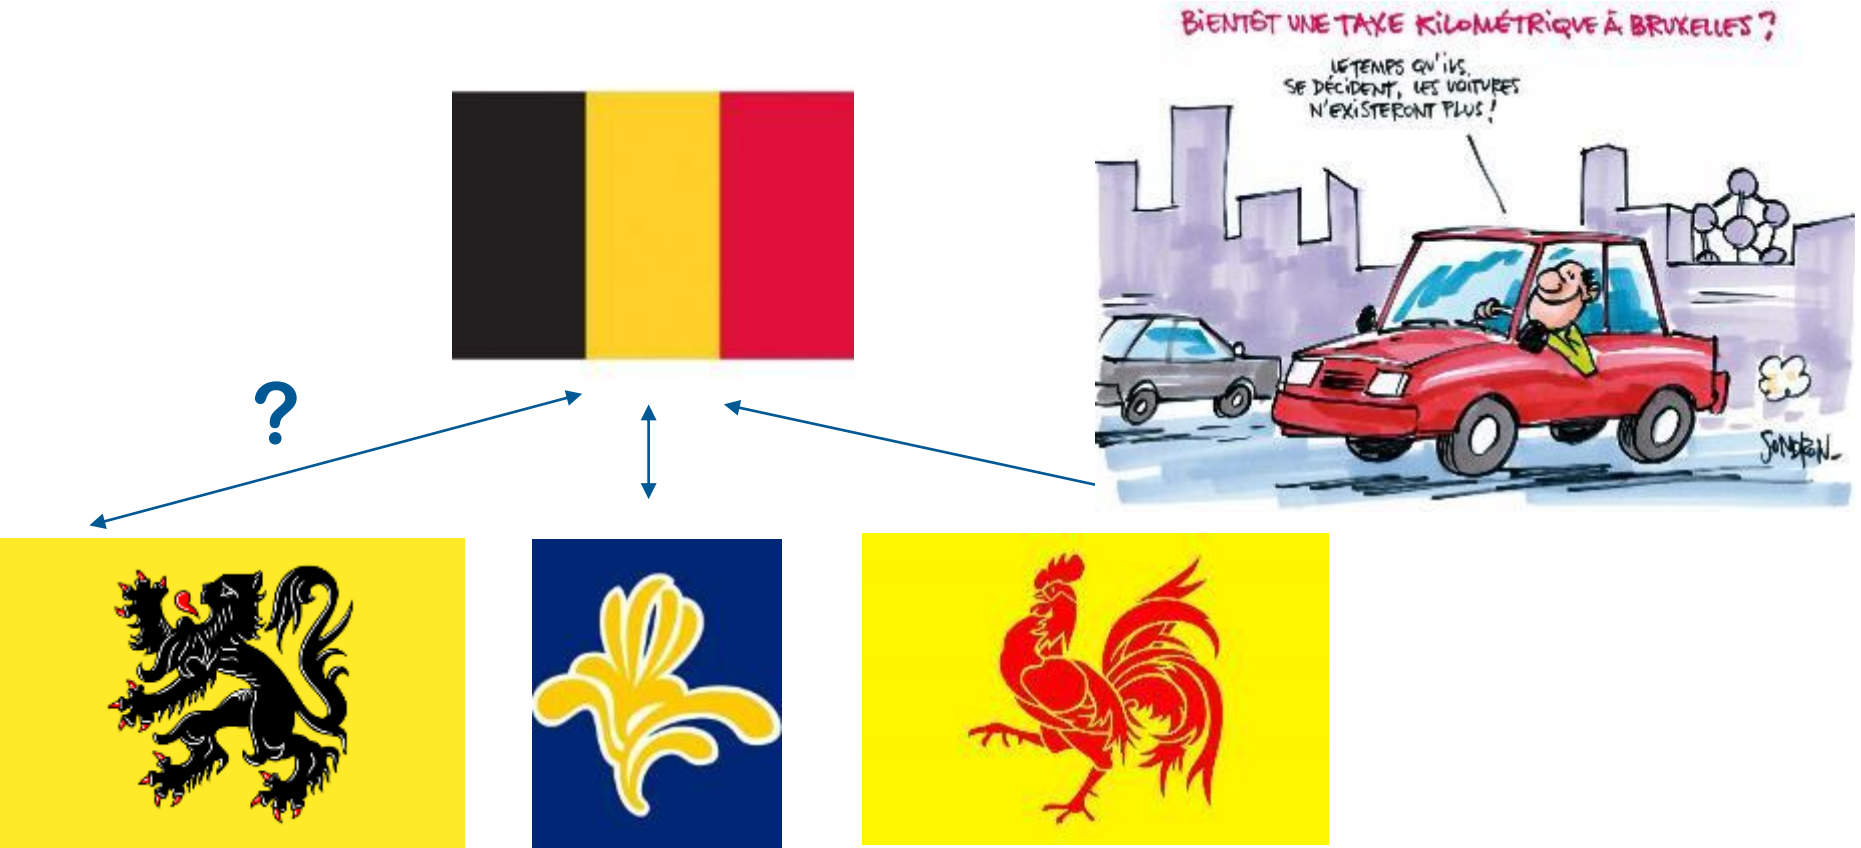 BIENTÔT UNE TAXE KILOMÉTRIQUE À BRUXELLES ?
LE TEMPS QU'ILS
SE DÉCIDENT, LES VOITURES
N'EXISTERONT PLUS !
?
SONDRON